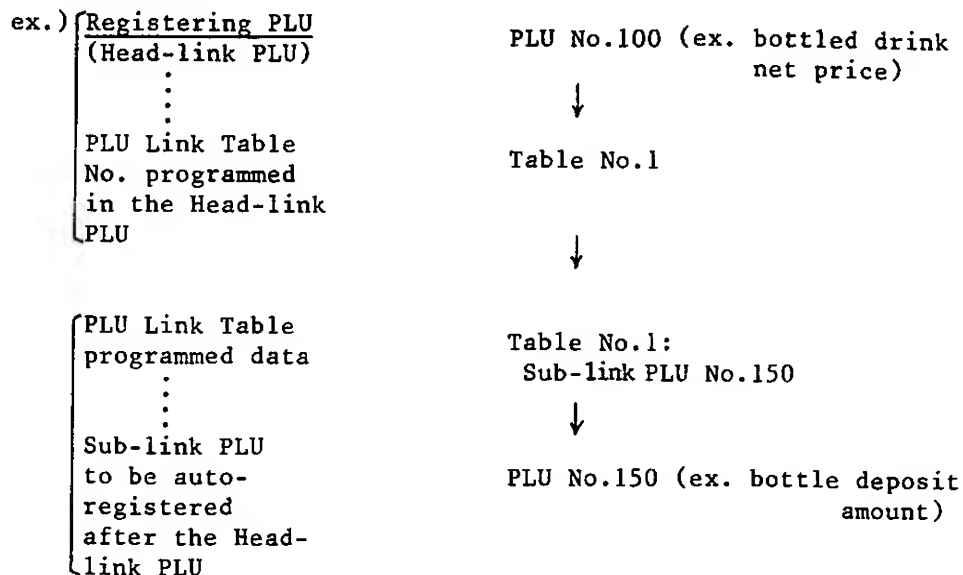 ex.) Registering PLU
(Head-link PLU)
PLU Link Table
No. programmed
in the Head-link
PLU
PLU No.100 (ex. bottled drink
net price)
↓
Table No.1
↓
PLU Link Table
programmed data
Sub-link PLU
to be auto-
registered
after the Head-
link PLU
Table No.1:
Sub-link PLU No.150
↓
PLU No.150 (ex. bottle deposit
amount)